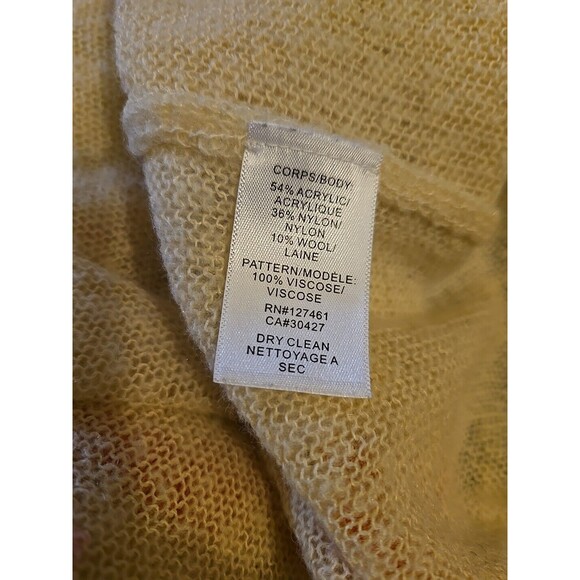 CORPS/BODY:
54% ACRYLIC/
ACRYLIQUE
36% NYLON/
NYLON
10% WOOL/
LAINE
PATTERN/MODÈLE:
100% VISCOSE/
VISCOSE
RN#127461
CA#30427
DRY CLEAN
NETTOYAGE A
SEC